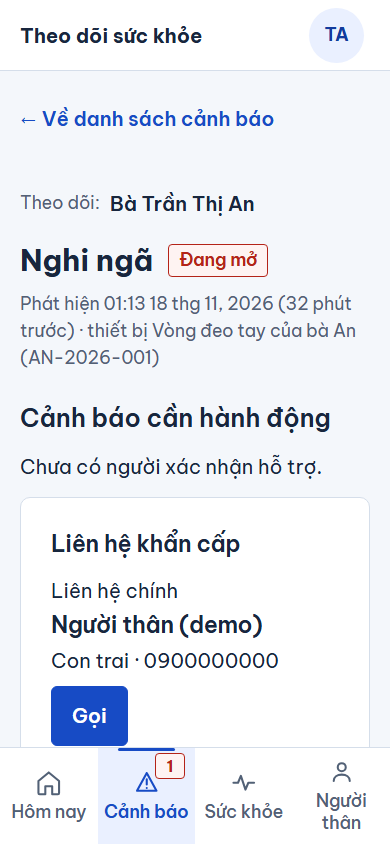 Theo dõi sức khỏe
TA
← Về danh sách cảnh báo
Theo dõi: Bà Trần Thị An
Nghi ngã Đang mở
Phát hiện 01:13 18 thg 11, 2026 (32 phút
trước) · thiết bị Vòng đeo tay của bà An
(AN-2026-001)
Cảnh báo cần hành động
Chưa có người xác nhận hỗ trợ.
Liên hệ khẩn cấp
Liên hệ chính
Người thân (demo)
Con trai · 0900000000
Gọi
1
Hôm nay Cảnh báo Sức khỏe Người
thân